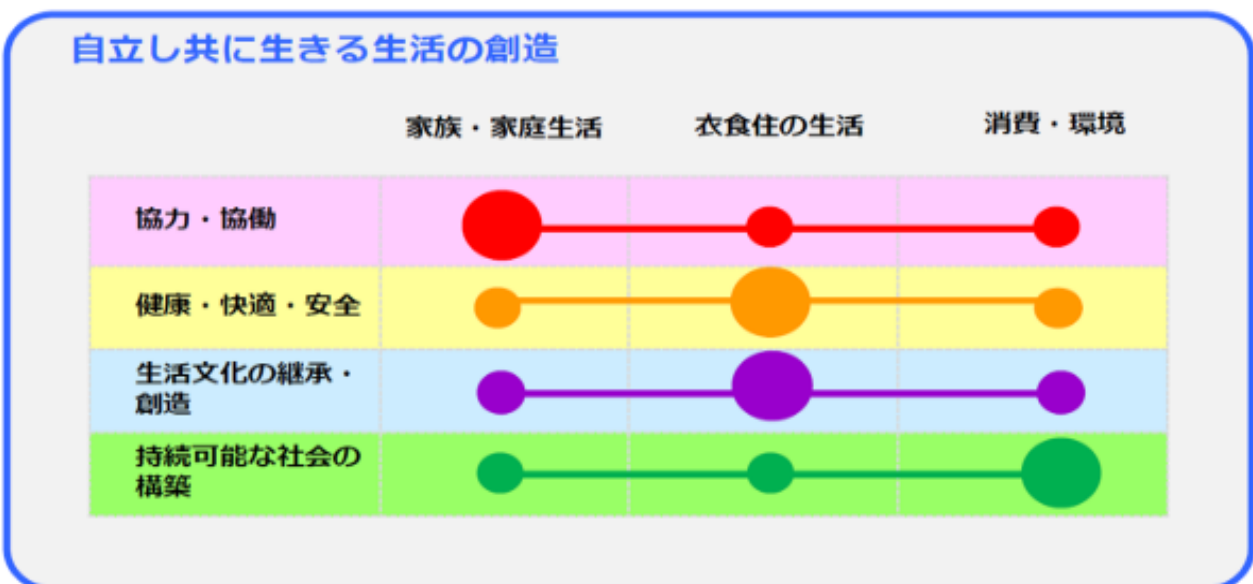 自立し共に生きる生活の創造
家族・家庭生活
衣食住の生活
消費・環境
協力・協働
健康・快適・安全
生活文化の継承・
創造
持続可能な社会の
構築